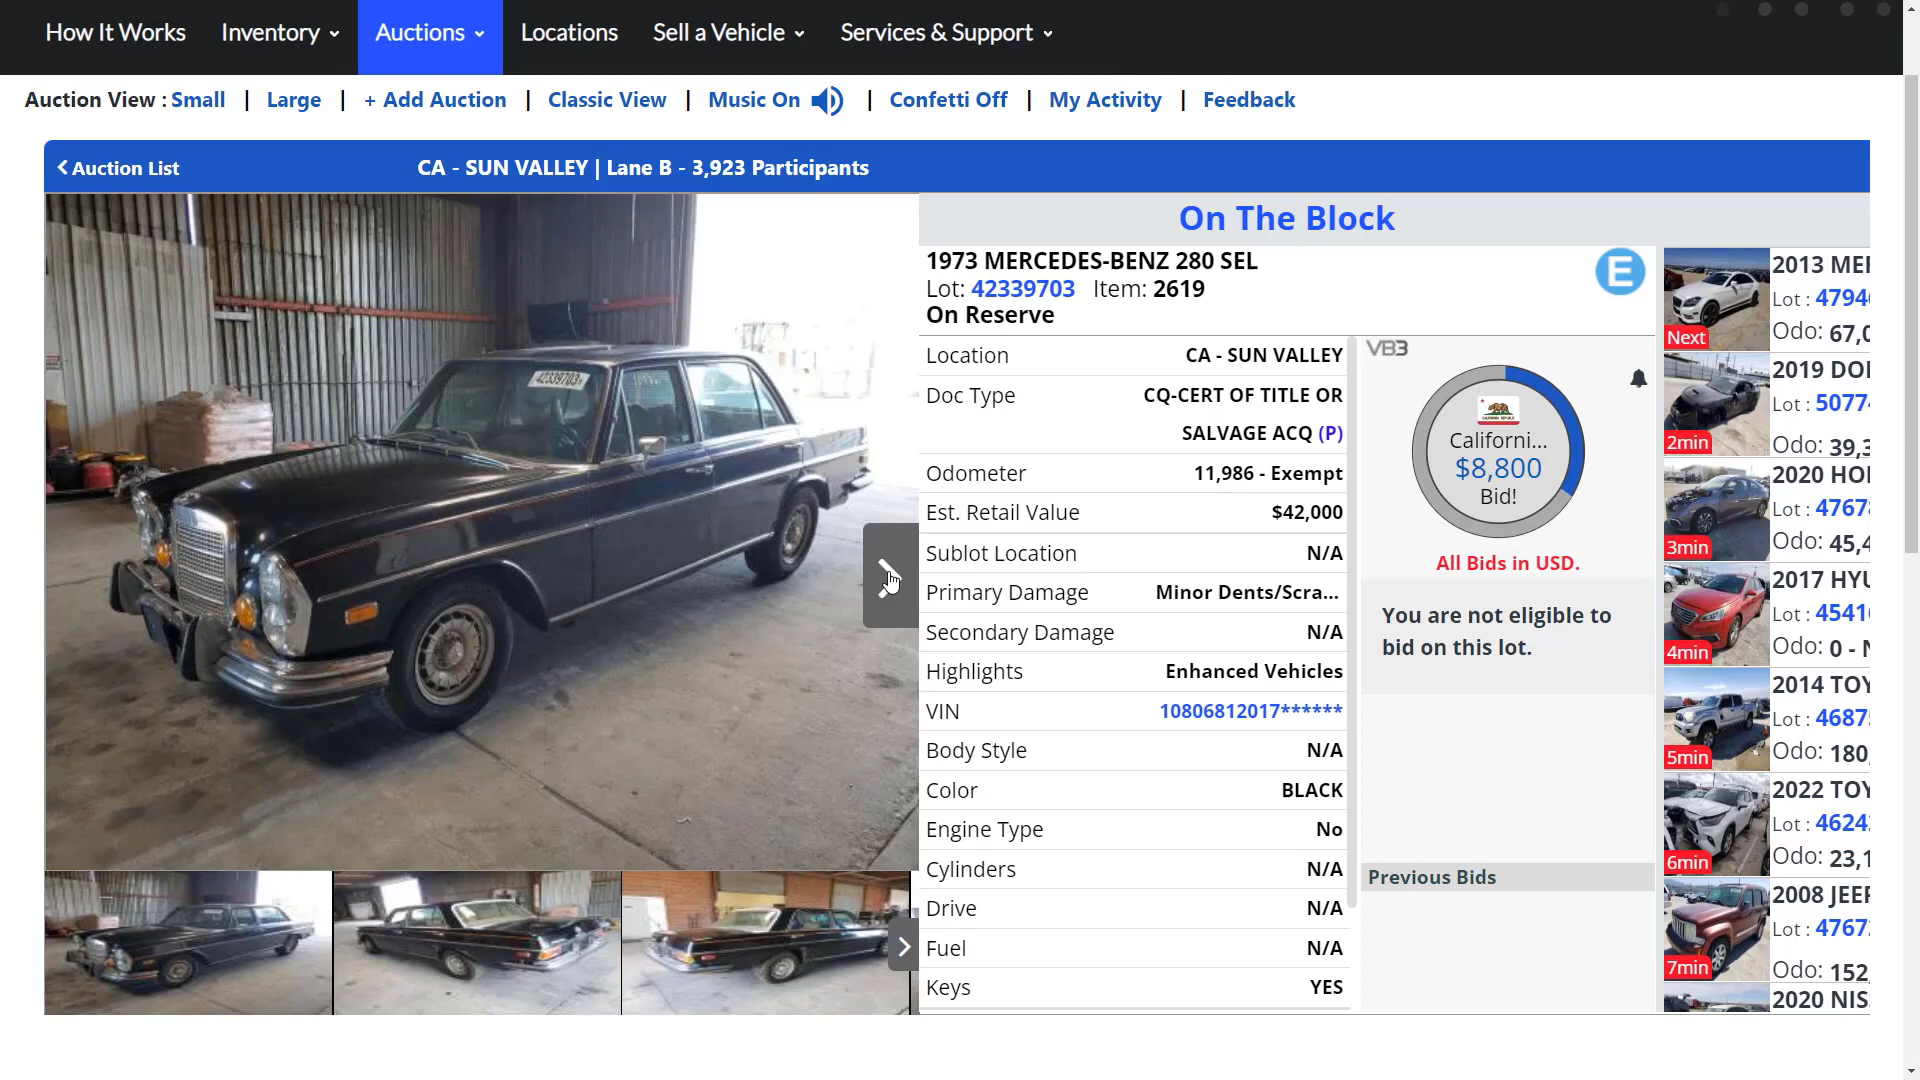 How It Works
Inventory
Auctions
Locations
Sell a Vehicle
Services & Support
Auction View : Small | Large | + Add Auction | Classic View | Music On | Confetti Off | My Activity | Feedback
Auction List
CA - SUN VALLEY | Lane B - 3,923 Participants
42339703
On The Block
1973 MERCEDES-BENZ 280 SEL
Lot: 42339703 Item: 2619
On Reserve
E
Location CA - SUN VALLEY
Doc Type CQ-CERT OF TITLE OR
SALVAGE ACQ (P)
Odometer 11,986 - Exempt
Est. Retail Value $42,000
Sublot Location N/A
Primary Damage Minor Dents/Scra...
Secondary Damage N/A
Highlights Enhanced Vehicles
VIN 10806812017******
Body Style N/A
Color BLACK
Engine Type No
Cylinders N/A
Drive N/A
Fuel N/A
Keys YES
VB3
Californi...
$8,800
Bid!
All Bids in USD.
You are not eligible to
bid on this lot.
Previous Bids
Next
2013 MER
Lot : 4794
Odo: 67,0
2min
2019 DO
Lot : 5077
Odo: 39,3
3min
2020 HO
Lot : 4767
Odo: 45,4
4min
2017 HYU
Lot : 4541
Odo: 0 - N
5min
2014 TOY
Lot : 4687
Odo: 180,
6min
2022 TOY
Lot : 4624
Odo: 23,1
7min
2008 JEEP
Lot : 4767
Odo: 152,
2020 NIS